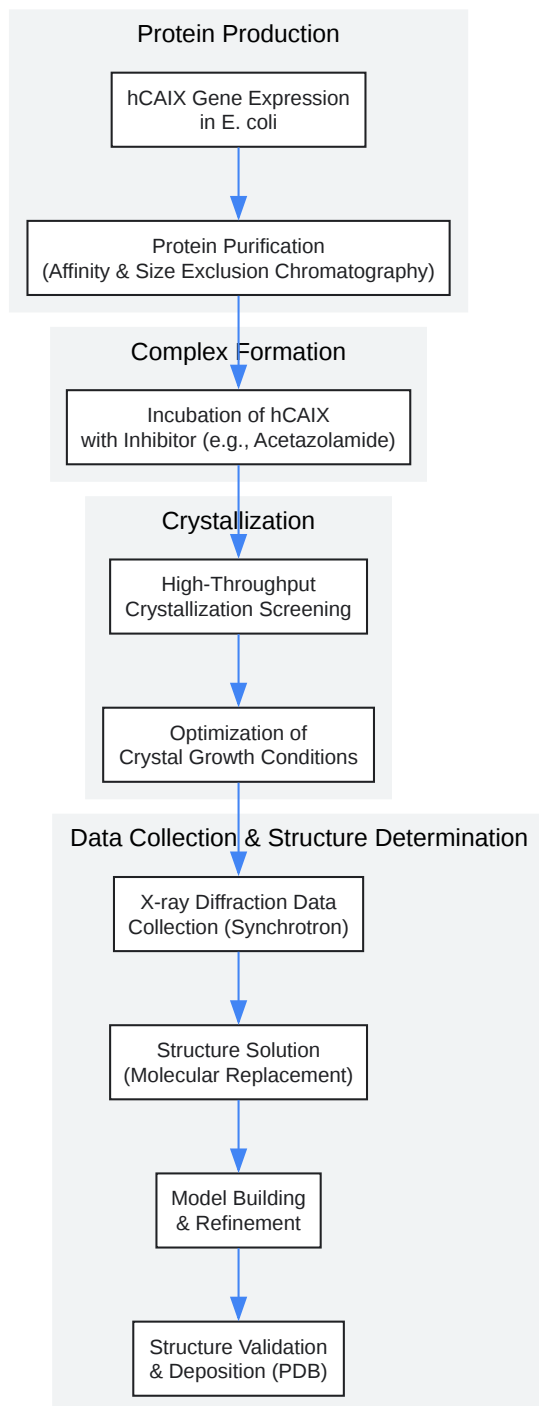 Protein Production
hCAIX Gene Expression
in E. coli
Protein Purification
(Affinity & Size Exclusion Chromatography)
Complex Formation
Incubation of hCAIX
with Inhibitor (e.g., Acetazolamide)
Crystallization
High-Throughput
Crystallization Screening
Optimization of
Crystal Growth Conditions
Data Collection & Structure Determination
X-ray Diffraction Data
Collection (Synchrotron)
Structure Solution
(Molecular Replacement)
Model Building
& Refinement
Structure Validation
& Deposition (PDB)